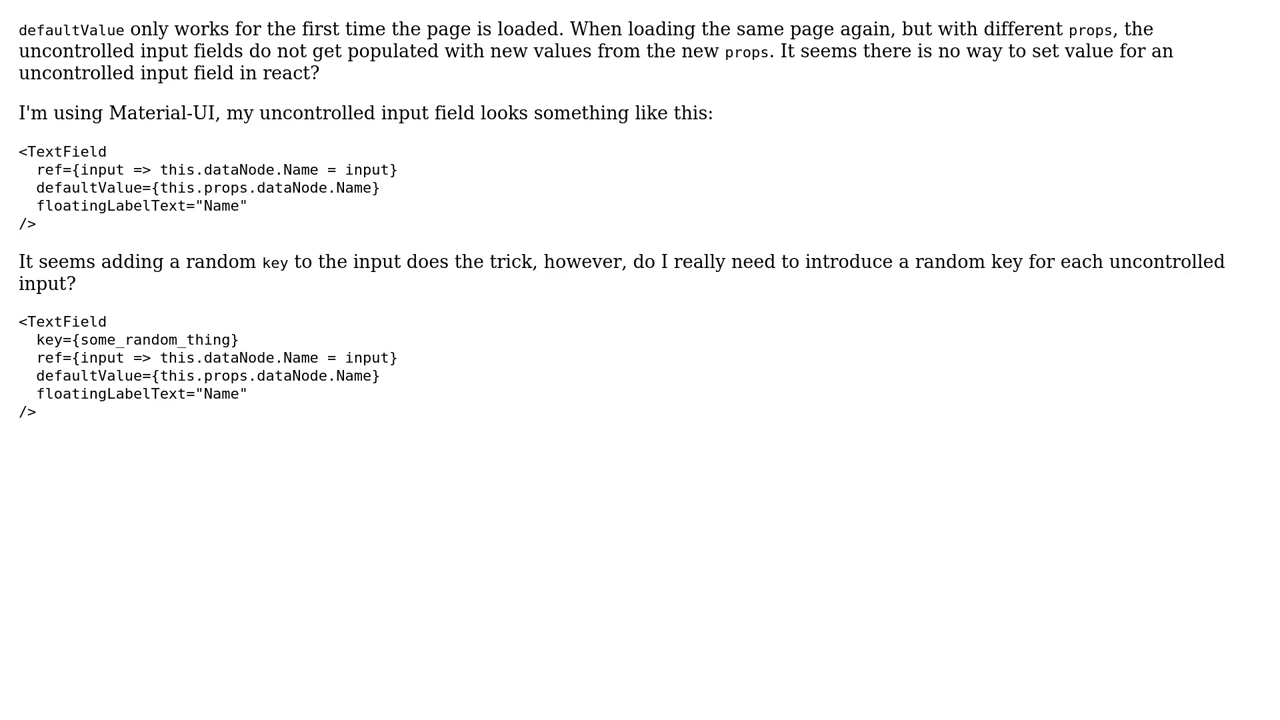 defaultValue only works for the first time the page is loaded. When loading the same page again, but with different props, the
uncontrolled input fields do not get populated with new values from the new props. It seems there is no way to set value for an
uncontrolled input field in react?
I'm using Material-UI, my uncontrolled input field looks something like this:
<TextField
  ref={input => this.dataNode.Name = input}
  defaultValue={this.props.dataNode.Name}
  floatingLabelText="Name"
/>
It seems adding a random key to the input does the trick, however, do I really need to introduce a random key for each uncontrolled
input?
<TextField
  key={some_random_thing}
  ref={input => this.dataNode.Name = input}
  defaultValue={this.props.dataNode.Name}
  floatingLabelText="Name"
/>